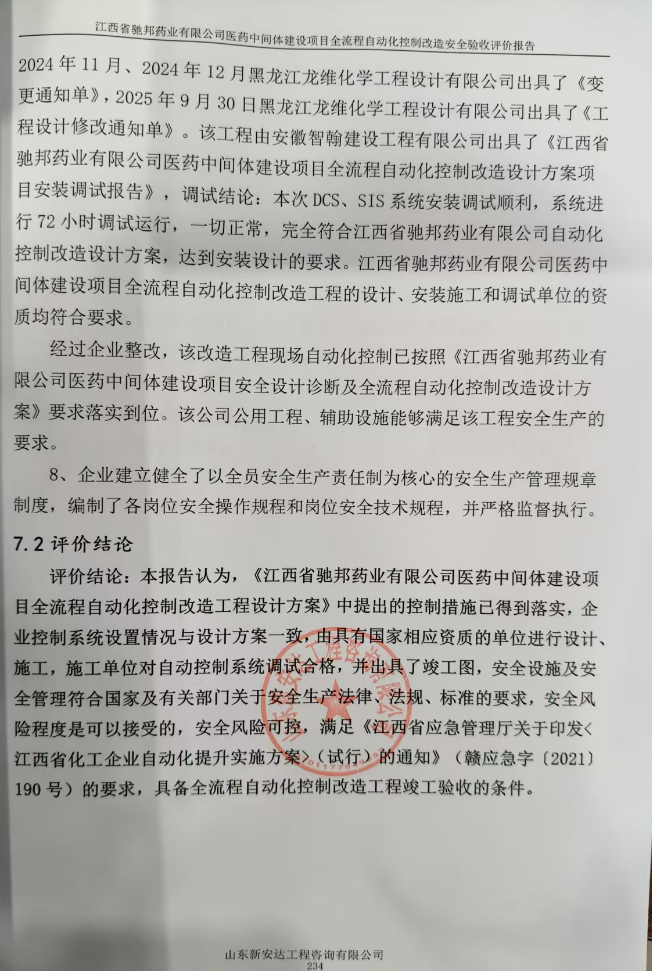 江西省驰邦药业有限公司医药中间体建设项目全流程自动化控制改造安全验收评价报告
2024 年 11 月、2024 年 12 月黑龙江龙维化学工程设计有限公司出具了《变
更通知单》，2025 年 9 月 30 日黑龙江龙维化学工程设计有限公司出具了《工
程设计修改通知单》。该工程由安徽智翰建设工程有限公司出具了《江西省
驰邦药业有限公司医药中间体建设项目全流程自动化控制改造设计方案项
目安装调试报告》，调试结论：本次 DCS、SIS 系统安装调试顺利，系统进
行 72 小时调试运行，一切正常，完全符合江西省驰邦药业有限公司自动化
控制改造设计方案，达到安装设计的要求。江西省驰邦药业有限公司医药中
间体建设项目全流程自动化控制改造工程的设计、安装施工和调试单位的资
质均符合要求。
经过企业整改，该改造工程现场自动化控制已按照《江西省驰邦药业有
限公司医药中间体建设项目安全设计诊断及全流程自动化控制改造设计方
案》要求落实到位。该公司公用工程、辅助设施能够满足该工程安全生产的
要求。
8、企业建立健全了以全员安全生产责任制为核心的安全生产管理规章
制度，编制了各岗位安全操作规程和岗位安全技术规程，并严格监督执行。
7.2 评价结论
评价结论：本报告认为，《江西省驰邦药业有限公司医药中间体建设项
目全流程自动化控制改造工程设计方案》中提出的控制措施已得到落实，企
业控制系统设置情况与设计方案一致，由具有国家相应资质的单位进行设计、
施工，施工单位对自动控制系统调试合格，并出具了竣工图，安全设施及安
全管理符合国家及有关部门关于安全生产法律、法规、标准的要求，安全风
险程度是可以接受的，安全风险可控，满足《江西省应急管理厅关于印发<
江西省化工企业自动化提升实施方案>（试行）的通知》（赣应急字〔2021〕
190 号）的要求，具备全流程自动化控制改造工程竣工验收的条件。
山东新安达工程咨询有限公司
山东新安达工程咨询有限公司
234